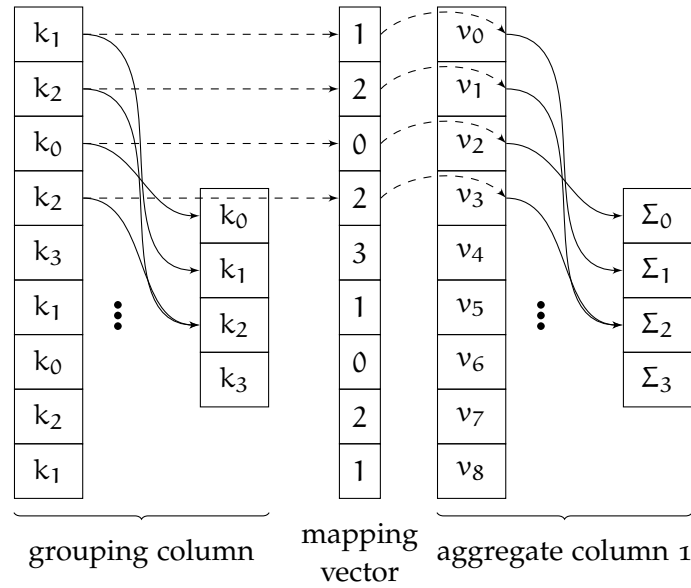 k₁ 1 v₀
k₂ 2 v₁
k₀ 0 v₂
k₂ 2 v₃
k₀ Σ₀
k₃ 3 v₄
k₁ Σ₁
k₁ 1 v₅
k₂ Σ₂
k₀ 0 v₆
k₃ Σ₃
k₂ 2 v₇
k₁ 1 v₈
grouping column
mapping
vector
aggregate column 1